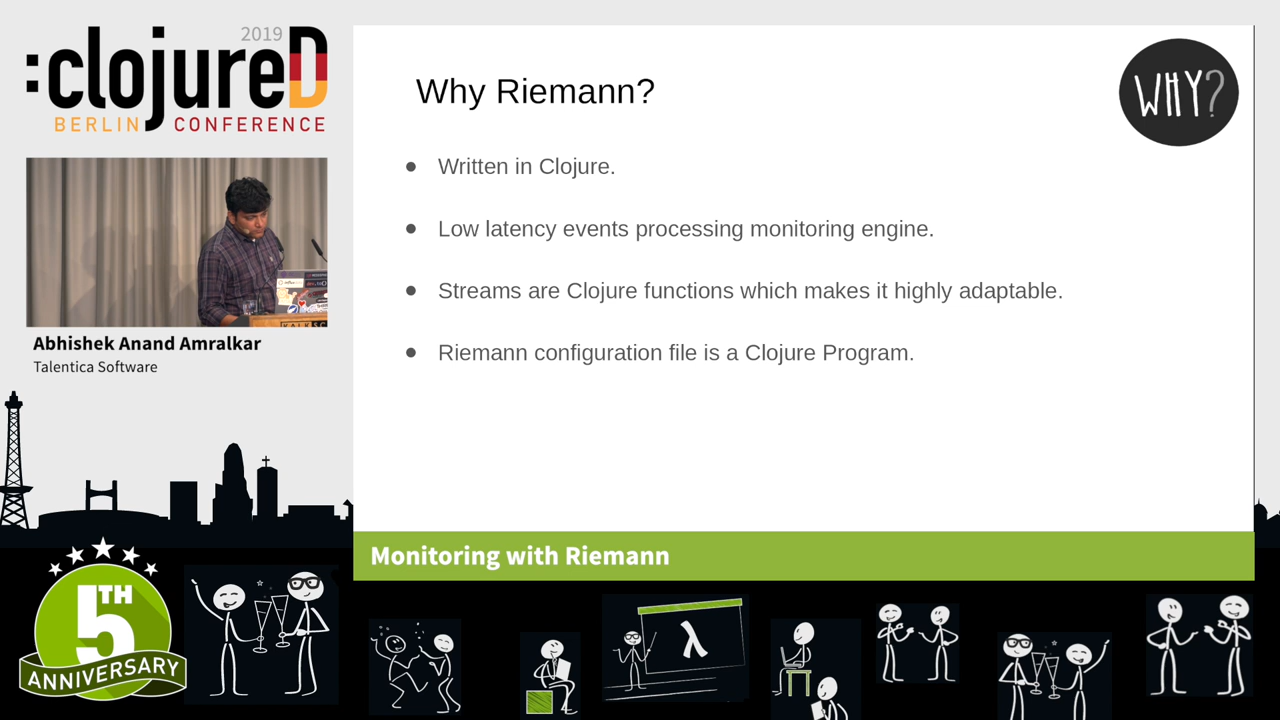 2019
:clojureD
BERLIN CONFERENCE
Abhishek Anand Amralkar
Talentica Software
Why Riemann?
WHY?
● Written in Clojure.
● Low latency events processing monitoring engine.
● Streams are Clojure functions which makes it highly adaptable.
● Riemann configuration file is a Clojure Program.
Monitoring with Riemann
5TH
ANNIVERSARY
λ